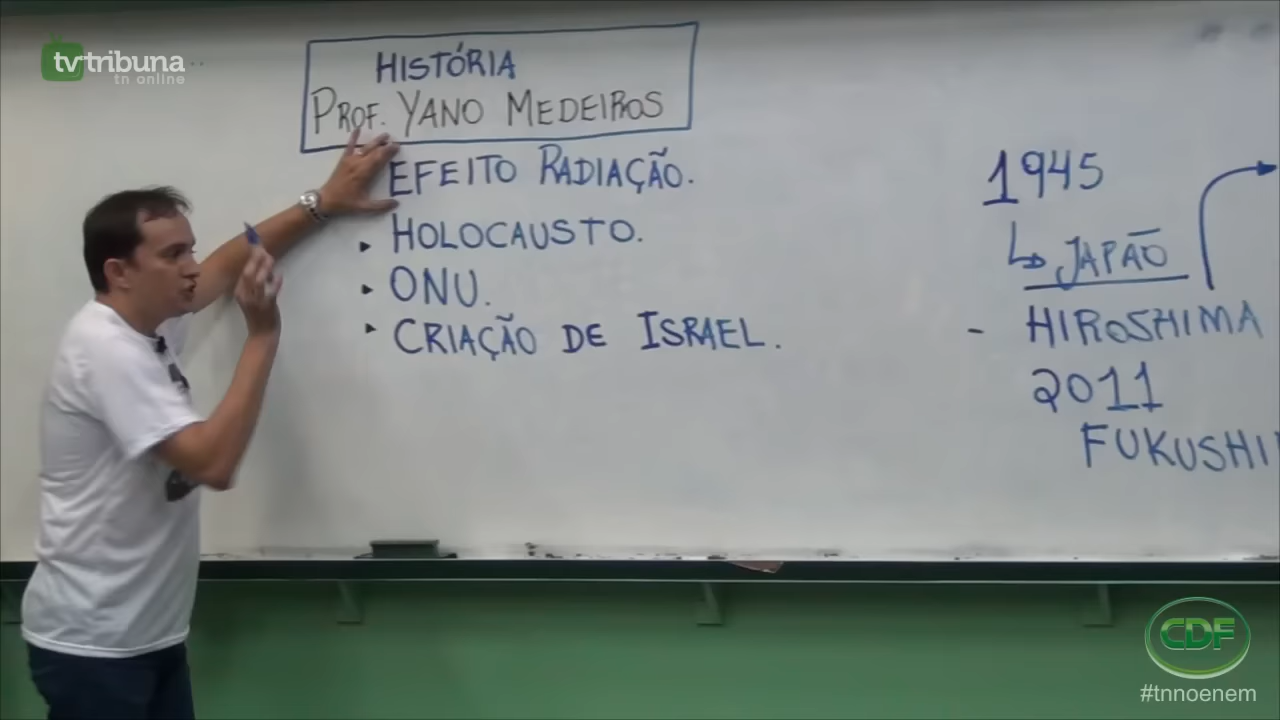 tvtribuna
tn online
HISTÓRIA
PROF. YANO MEDEIROS
EFEITO RADIAÇÃO.
HOLOCAUSTO.
ONU.
CRIAÇÃO DE ISRAEL.
1945
JAPÃO
- HIROSHIMA
2011
FUKUSHI
CDF
#tnnoenem